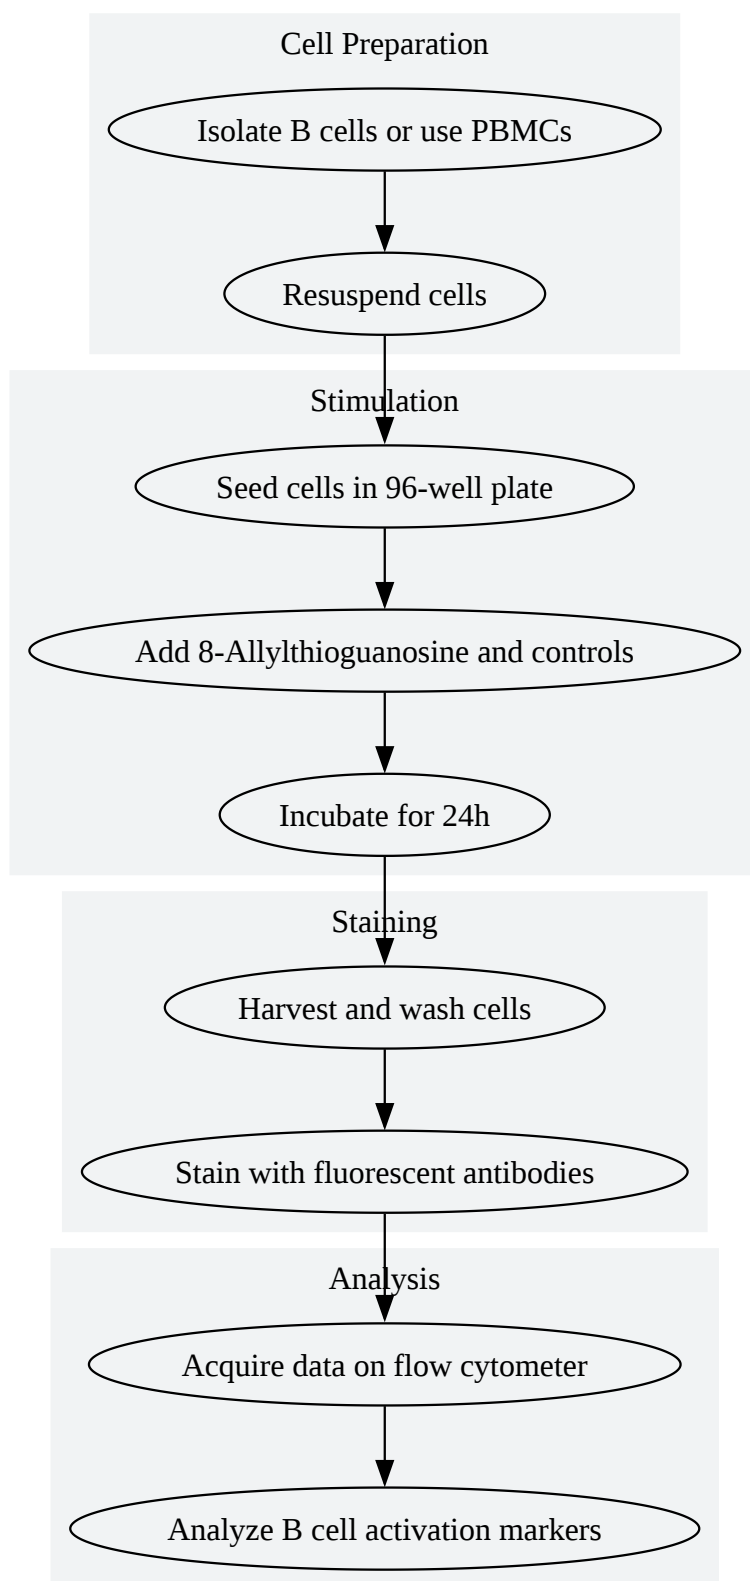 Cell Preparation
Isolate B cells or use PBMCs
Resuspend cells
Stimulation
Seed cells in 96-well plate
Add 8-Allylthioguanosine and controls
Incubate for 24h
Staining
Harvest and wash cells
Stain with fluorescent antibodies
Analysis
Acquire data on flow cytometer
Analyze B cell activation markers